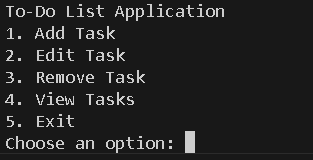 To-Do List Application
1. Add Task
2. Edit Task
3. Remove Task
4. View Tasks
5. Exit
Choose an option: